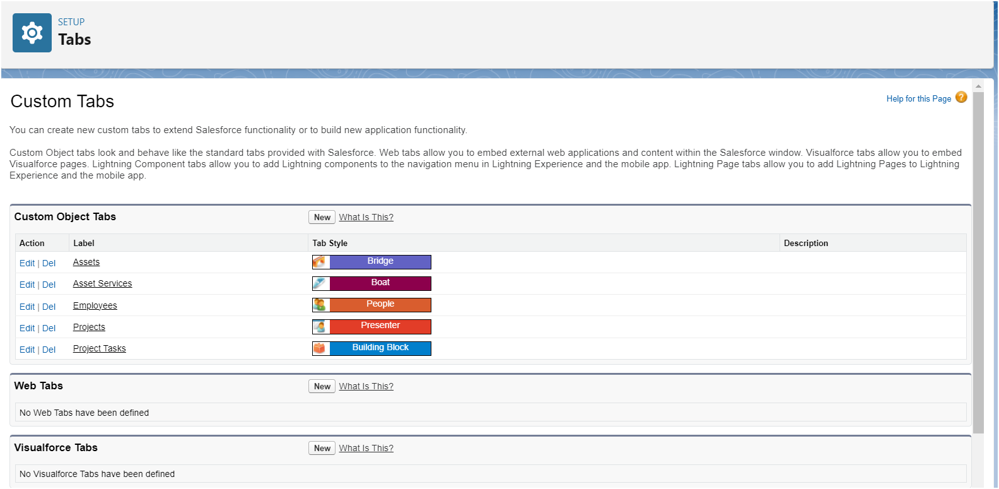 SETUP
Tabs
Custom Tabs
Help for this Page ?
You can create new custom tabs to extend Salesforce functionality or to build new application functionality.
Custom Object tabs look and behave like the standard tabs provided with Salesforce. Web tabs allow you to embed external web applications and content within the Salesforce window. Visualforce tabs allow you to embed
Visualforce pages. Lightning Component tabs allow you to add Lightning components to the navigation menu in Lightning Experience and the mobile app. Lightning Page tabs allow you to add Lightning Pages to Lightning
Experience and the mobile app.
Custom Object Tabs New What Is This?
Action Label Tab Style Description
Edit | Del Assets Bridge
Edit | Del Asset Services Boat
Edit | Del Employees People
Edit | Del Projects Presenter
Edit | Del Project Tasks Building Block
Web Tabs New What Is This?
No Web Tabs have been defined
Visualforce Tabs New What Is This?
No Visualforce Tabs have been defined